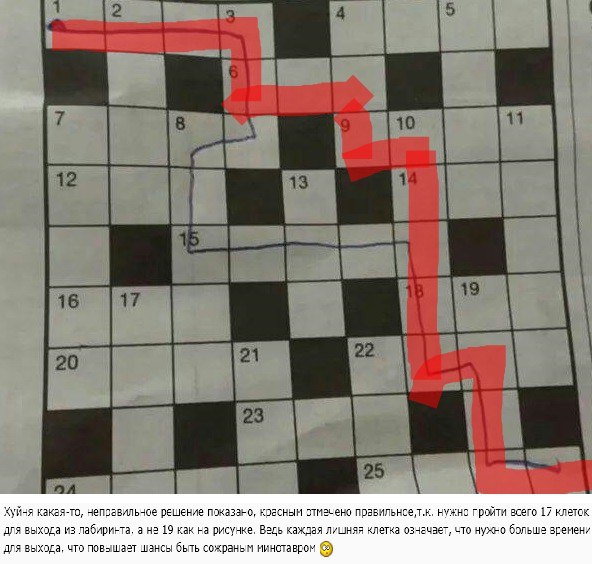 1 2 3 4 5
6
7 8 9 10 11
12 13 14
15
16 17 18 19
20 21 22
23
24 25
Хуйня какая-то, неправильное решение показано, красным отмечено правильное,т.к. нужно пройти всего 17 клеток
для выхода из лабиринта, а не 19 как на рисунке. Ведь каждая лишняя клетка означает, что нужно больше времени
для выхода, что повышает шансы быть сожраным минотавром